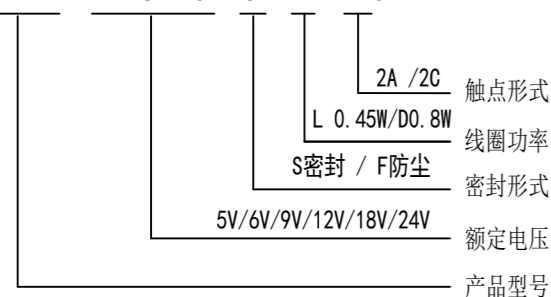 2A /2C
触点形式
L 0.45W/D0.8W
线圈功率
S密封 / F防尘
密封形式
5V/6V/9V/12V/18V/24V
额定电压
产品型号